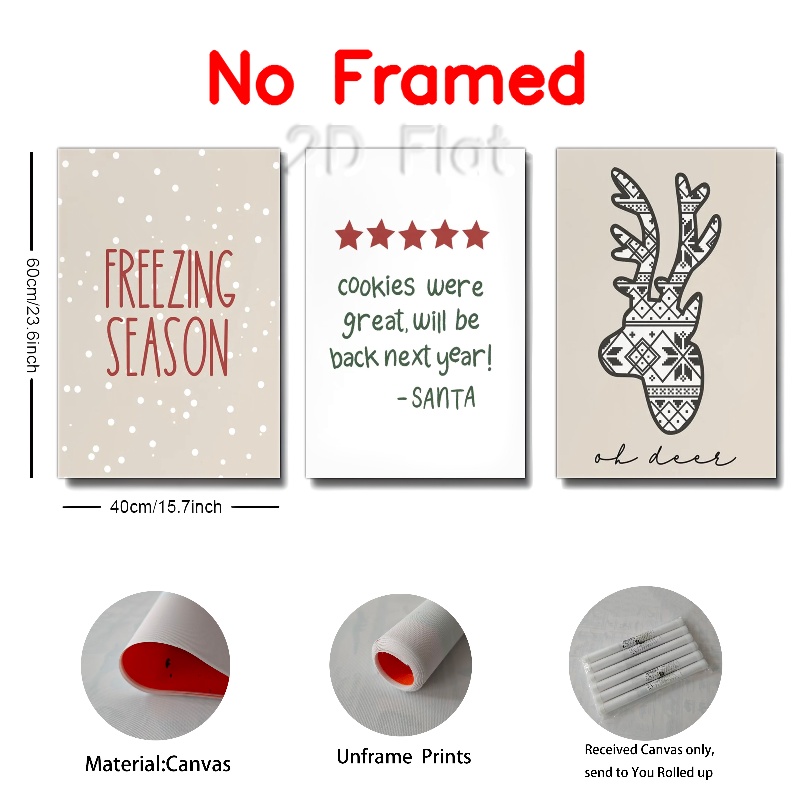 No Framed
2D Flat
60cm/23.6inch
FREEZING
SEASON
cookies were
great, will be
back next year!
-SANTA
oh deer
40cm/15.7inch
Material:Canvas
Unframe Prints
Received Canvas only,
send to You Rolled up